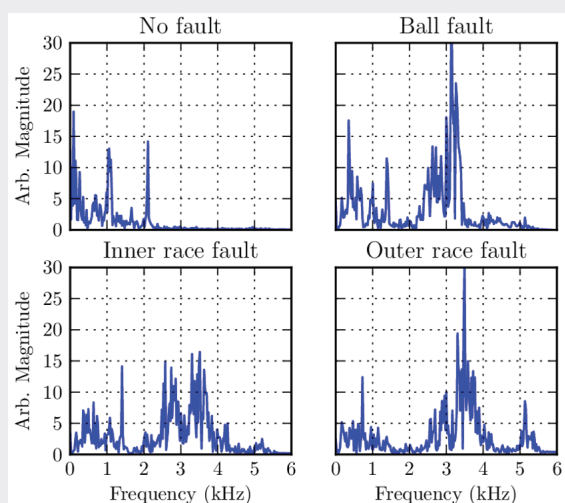 No fault
Ball fault
Arb. Magnitude
30
25
20
15
10
5
0
Inner race fault
Outer race fault
Arb. Magnitude
30
25
20
15
10
5
0
0 1 2 3 4 5 6
0 1 2 3 4 5 6
Frequency (kHz)
Frequency (kHz)